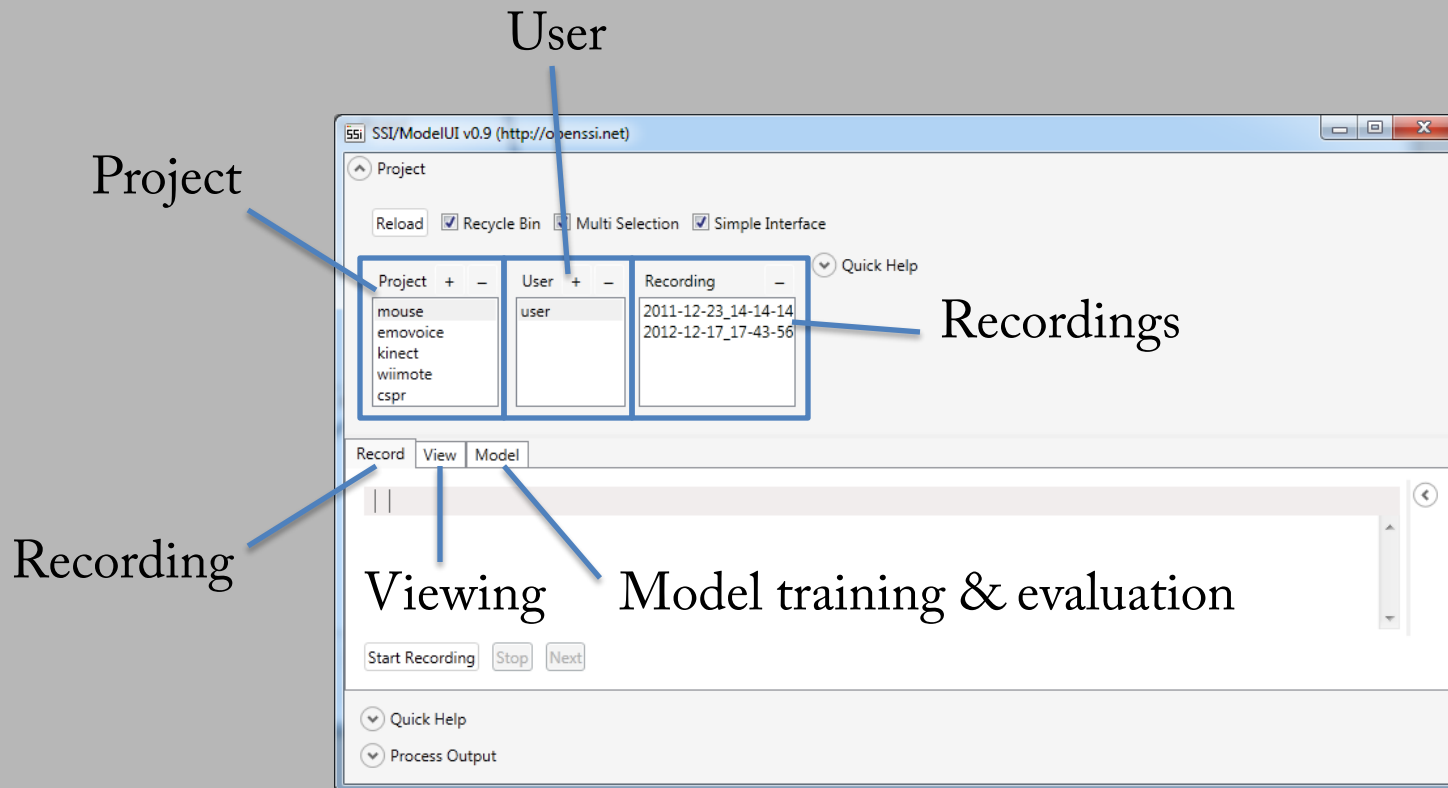 User
SSI/ModelUI v0.9 (http://openssi.net)
Project
Project
Reload Recycle Bin Multi Selection Simple Interface
Quick Help
Project + – User + – Recording –
mouse user 2011-12-23_14-14-14
emovoice 2012-12-17_17-43-56
kinect
wiimote
cspr
Recordings
Record View Model
Recording
Viewing Model training & evaluation
Start Recording Stop Next
Quick Help
Process Output